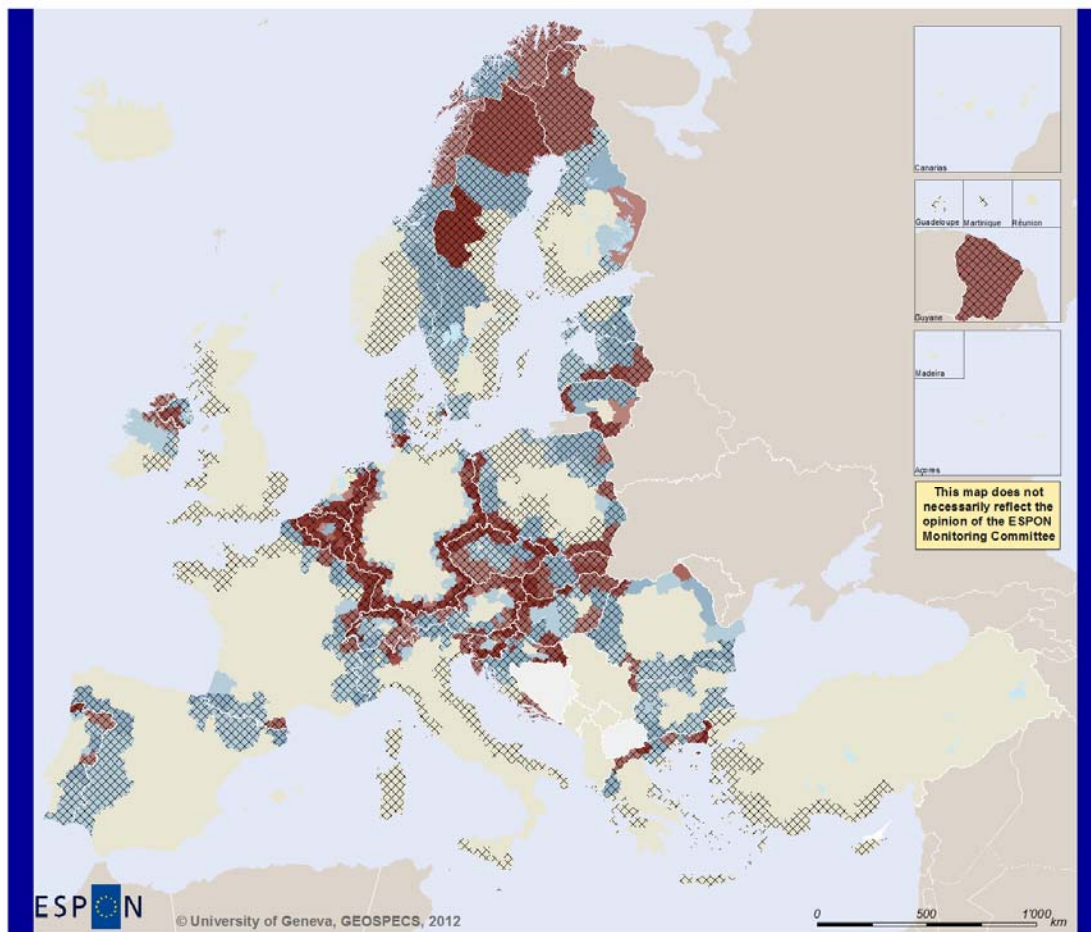 Canarias
Guadeloupe
Martinique
Réunion
Guyane
Madeira
Açores
This map does not
necessarily reflect the
opinion of the ESPON
Monitoring Committee
ESPON
© University of Geneva, GEOSPECS, 2012
0 500 1'000
km